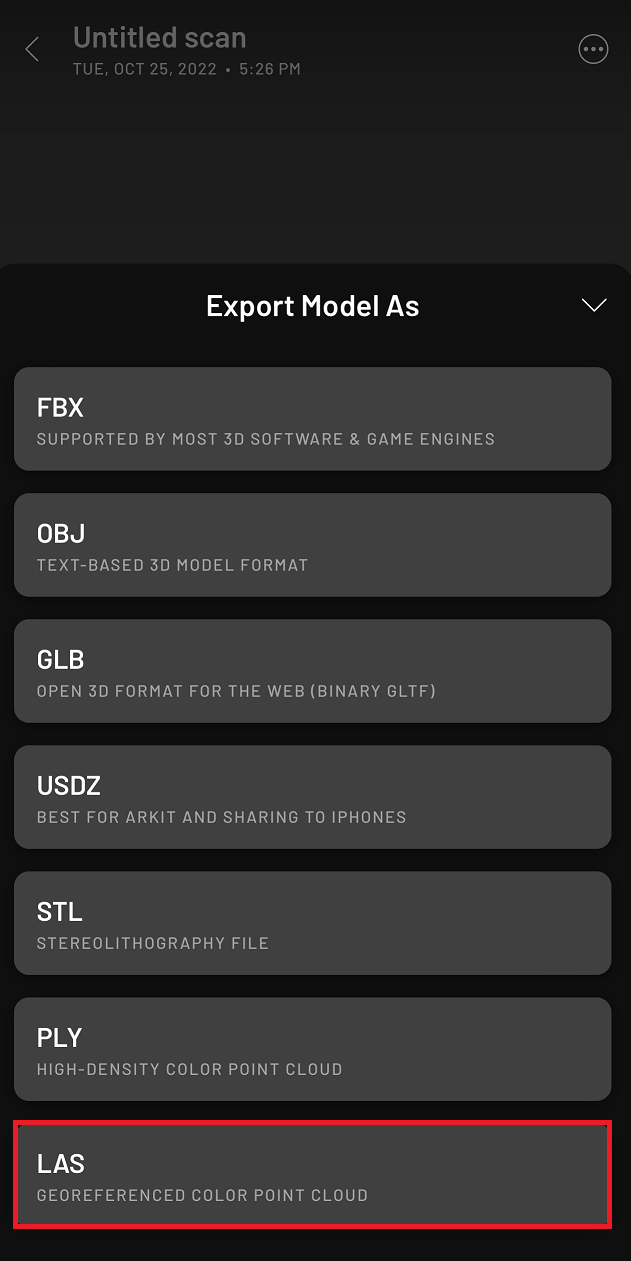 Untitled scan
TUE, OCT 25, 2022 • 5:26 PM
Export Model As
FBX
SUPPORTED BY MOST 3D SOFTWARE & GAME ENGINES
OBJ
TEXT-BASED 3D MODEL FORMAT
GLB
OPEN 3D FORMAT FOR THE WEB (BINARY GLTF)
USDZ
BEST FOR ARKIT AND SHARING TO IPHONES
STL
STEREOLITHOGRAPHY FILE
PLY
HIGH-DENSITY COLOR POINT CLOUD
LAS
GEOREFERENCED COLOR POINT CLOUD